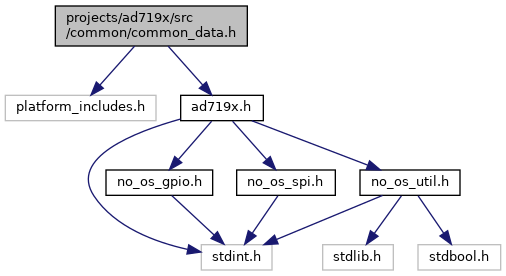 projects/ad719x/src
/common/common_data.h
platform_includes.h
ad719x.h
no_os_gpio.h
no_os_spi.h
no_os_util.h
stdint.h
stdlib.h
stdbool.h